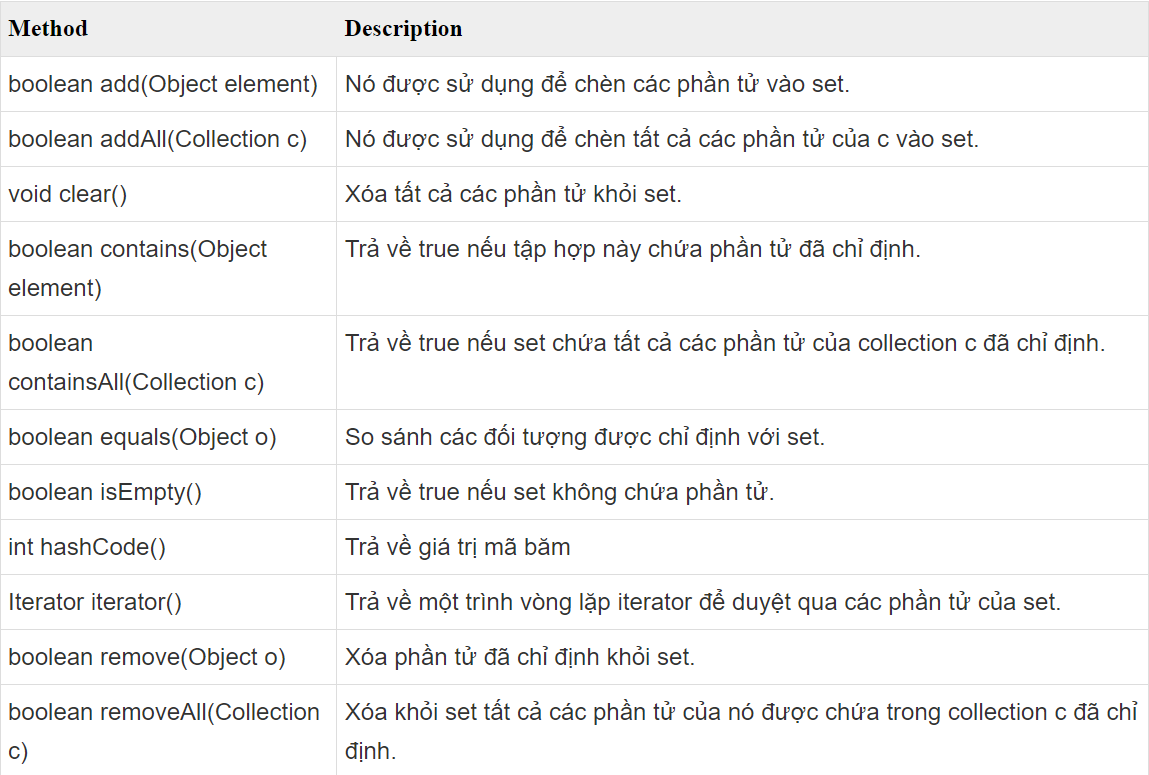 Method Description
boolean add(Object element) Nó được sử dụng để chèn các phần tử vào set.
boolean addAll(Collection c) Nó được sử dụng để chèn tất cả các phần tử của c vào set.
void clear() Xóa tất cả các phần tử khỏi set.
boolean contains(Object Trả về true nếu tập hợp này chứa phần tử đã chỉ định.
element)
boolean Trả về true nếu set chứa tất cả các phần tử của collection c đã chỉ định.
containsAll(Collection c)
boolean equals(Object o) So sánh các đối tượng được chỉ định với set.
boolean isEmpty() Trả về true nếu set không chứa phần tử.
int hashCode() Trả về giá trị mã băm
Iterator iterator() Trả về một trình vòng lặp iterator để duyệt qua các phần tử của set.
boolean remove(Object o) Xóa phần tử đã chỉ định khỏi set.
boolean removeAll(Collection Xóa khỏi set tất cả các phần tử của nó được chứa trong collection c đã chỉ
c) định.